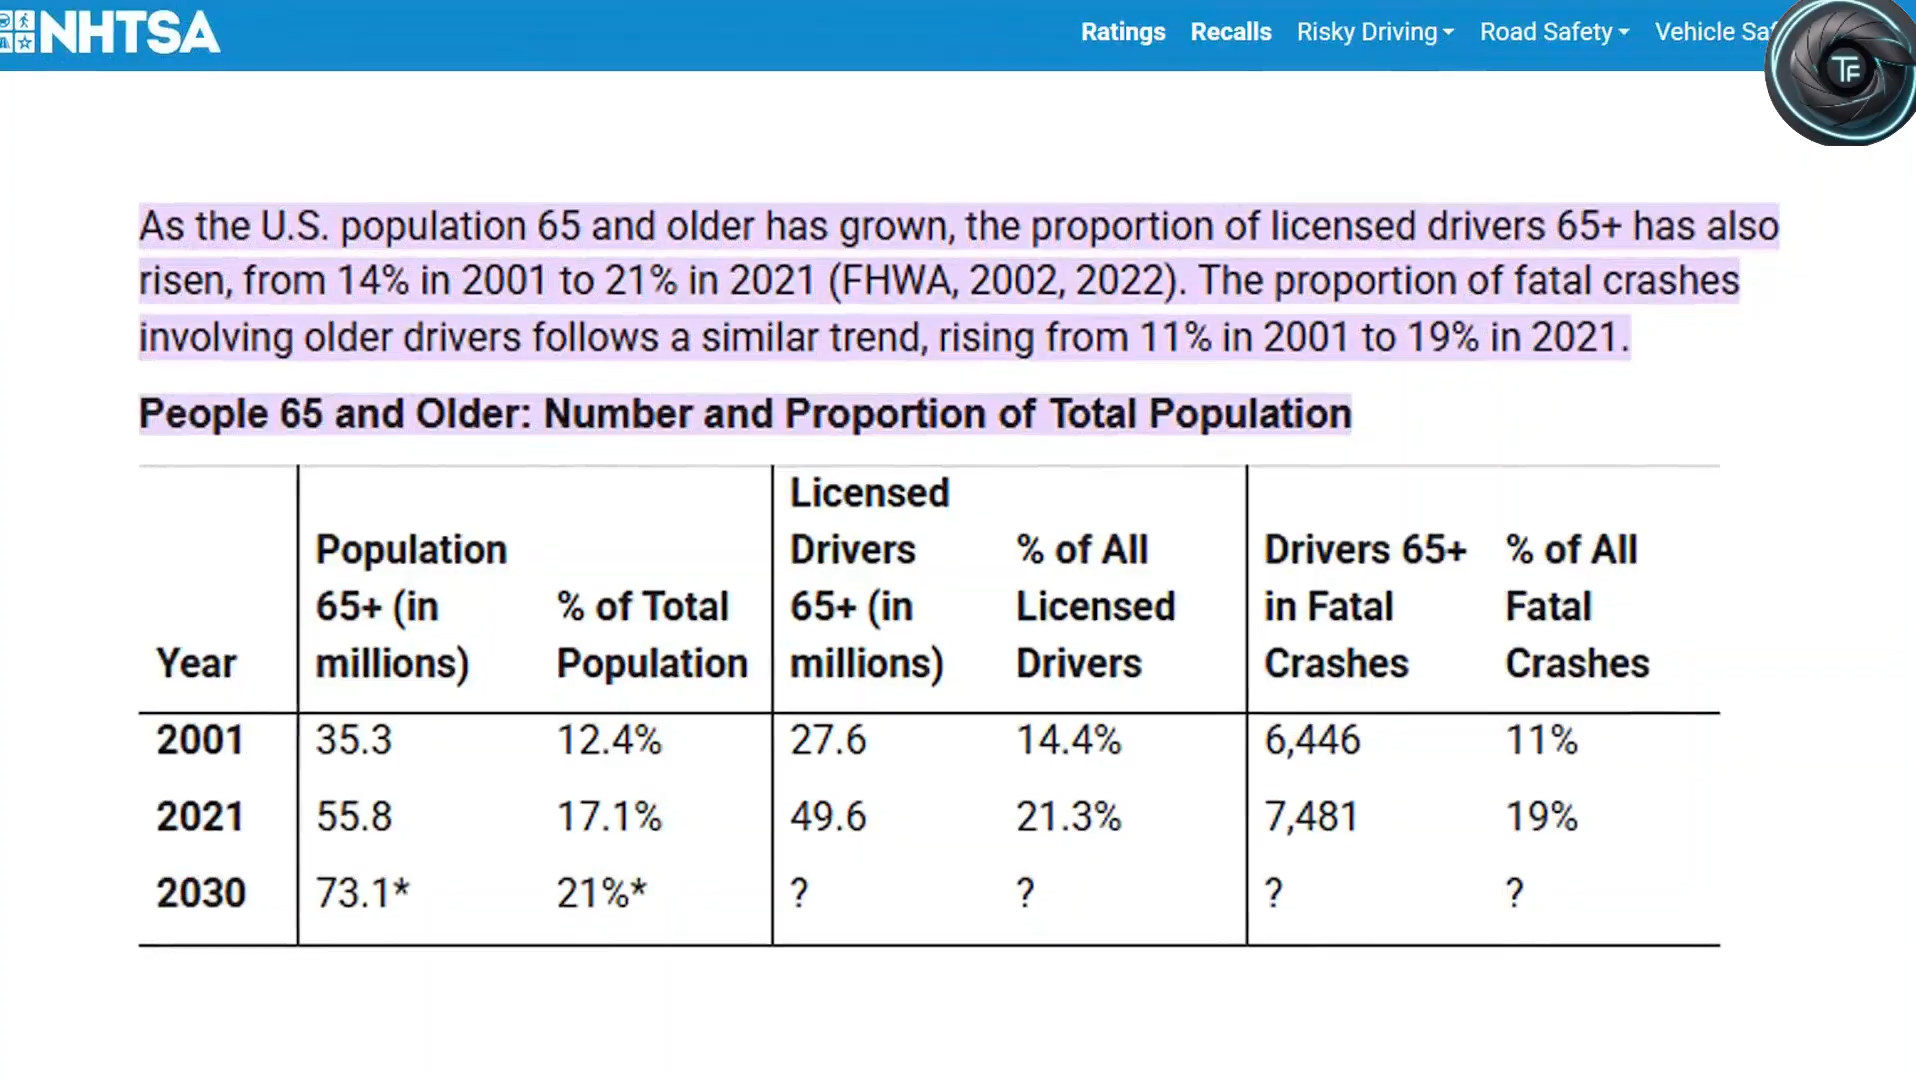 NHTSA
Ratings Recalls Risky Driving Road Safety Vehicle
TF
As the U.S. population 65 and older has grown, the proportion of licensed drivers 65+ has also
risen, from 14% in 2001 to 21% in 2021 (FHWA, 2002, 2022). The proportion of fatal crashes
involving older drivers follows a similar trend, rising from 11% in 2001 to 19% in 2021.
People 65 and Older: Number and Proportion of Total Population
Year
Population
65+ (in
millions)
% of Total
Population
Licensed
Drivers
65+ (in
millions)
% of All
Licensed
Drivers
Drivers 65+
in Fatal
Crashes
% of All
Fatal
Crashes
2001 35.3 12.4% 27.6 14.4% 6,446 11%
2021 55.8 17.1% 49.6 21.3% 7,481 19%
2030 73.1* 21%* ? ? ? ?